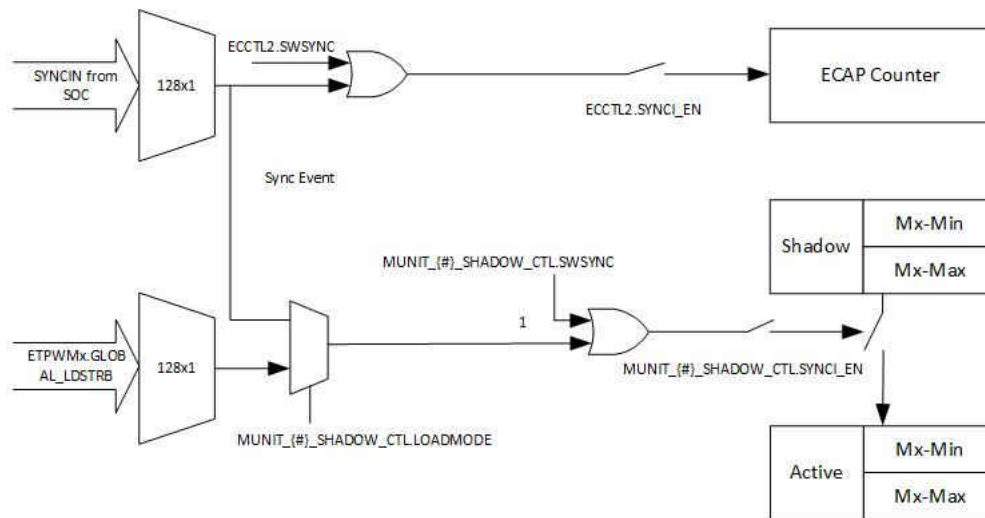 ECCTL2.SWSYNC
SYNCIN from
SOC
128x1
ECAP Counter
ECCTL2.SYNCI_EN
Sync Event
Shadow
Mx-Min
Mx-Max
MUNIT_{#}_SHADOW_CTL.SWSYNC
1
ETPWMx.GLOB
AL_LDSTRB
128x1
MUNIT_{#}_SHADOW_CTL.SYNCI_EN
MUNIT_{#}_SHADOW_CTL.LOADMODE
Active
Mx-Min
Mx-Max